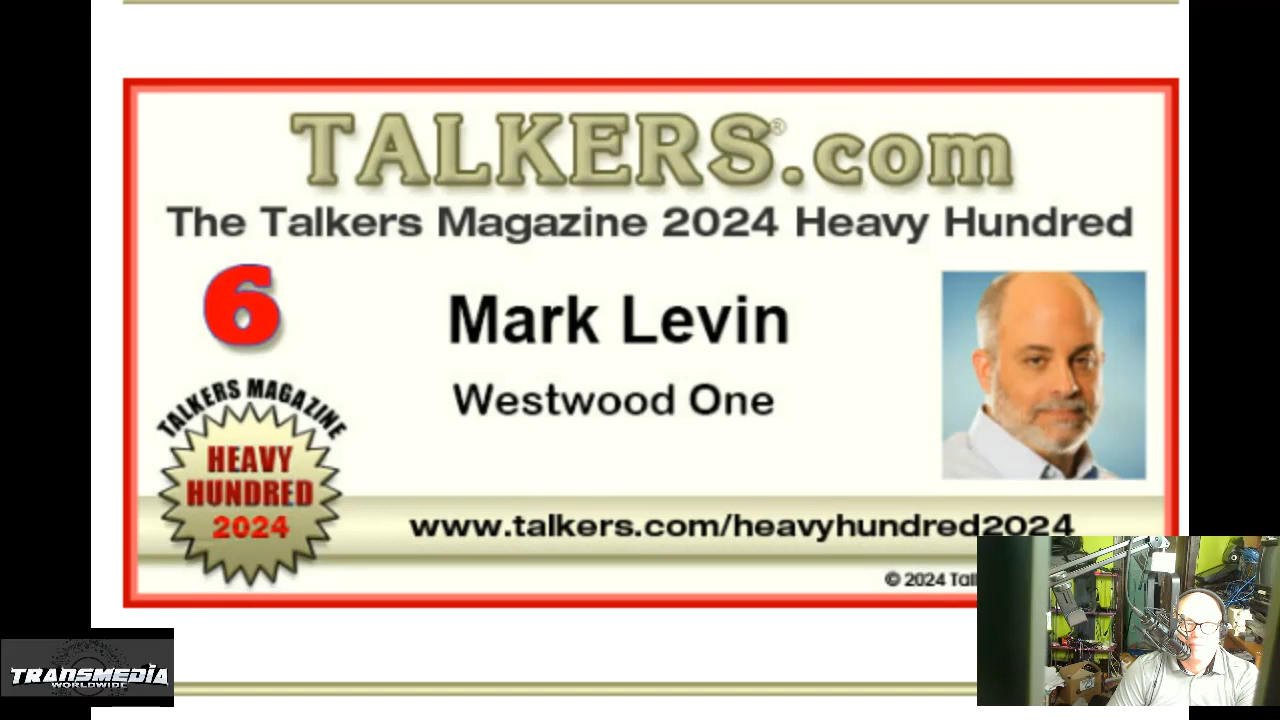 TALKERS®.com
The Talkers Magazine 2024 Heavy Hundred
6
Mark Levin
Westwood One
TALKERS MAGAZINE
HEAVY
HUNDRED
2024
www.talkers.com/heavyhundred2024
© 2024
TRANSMEDIA
WORLDWIDE